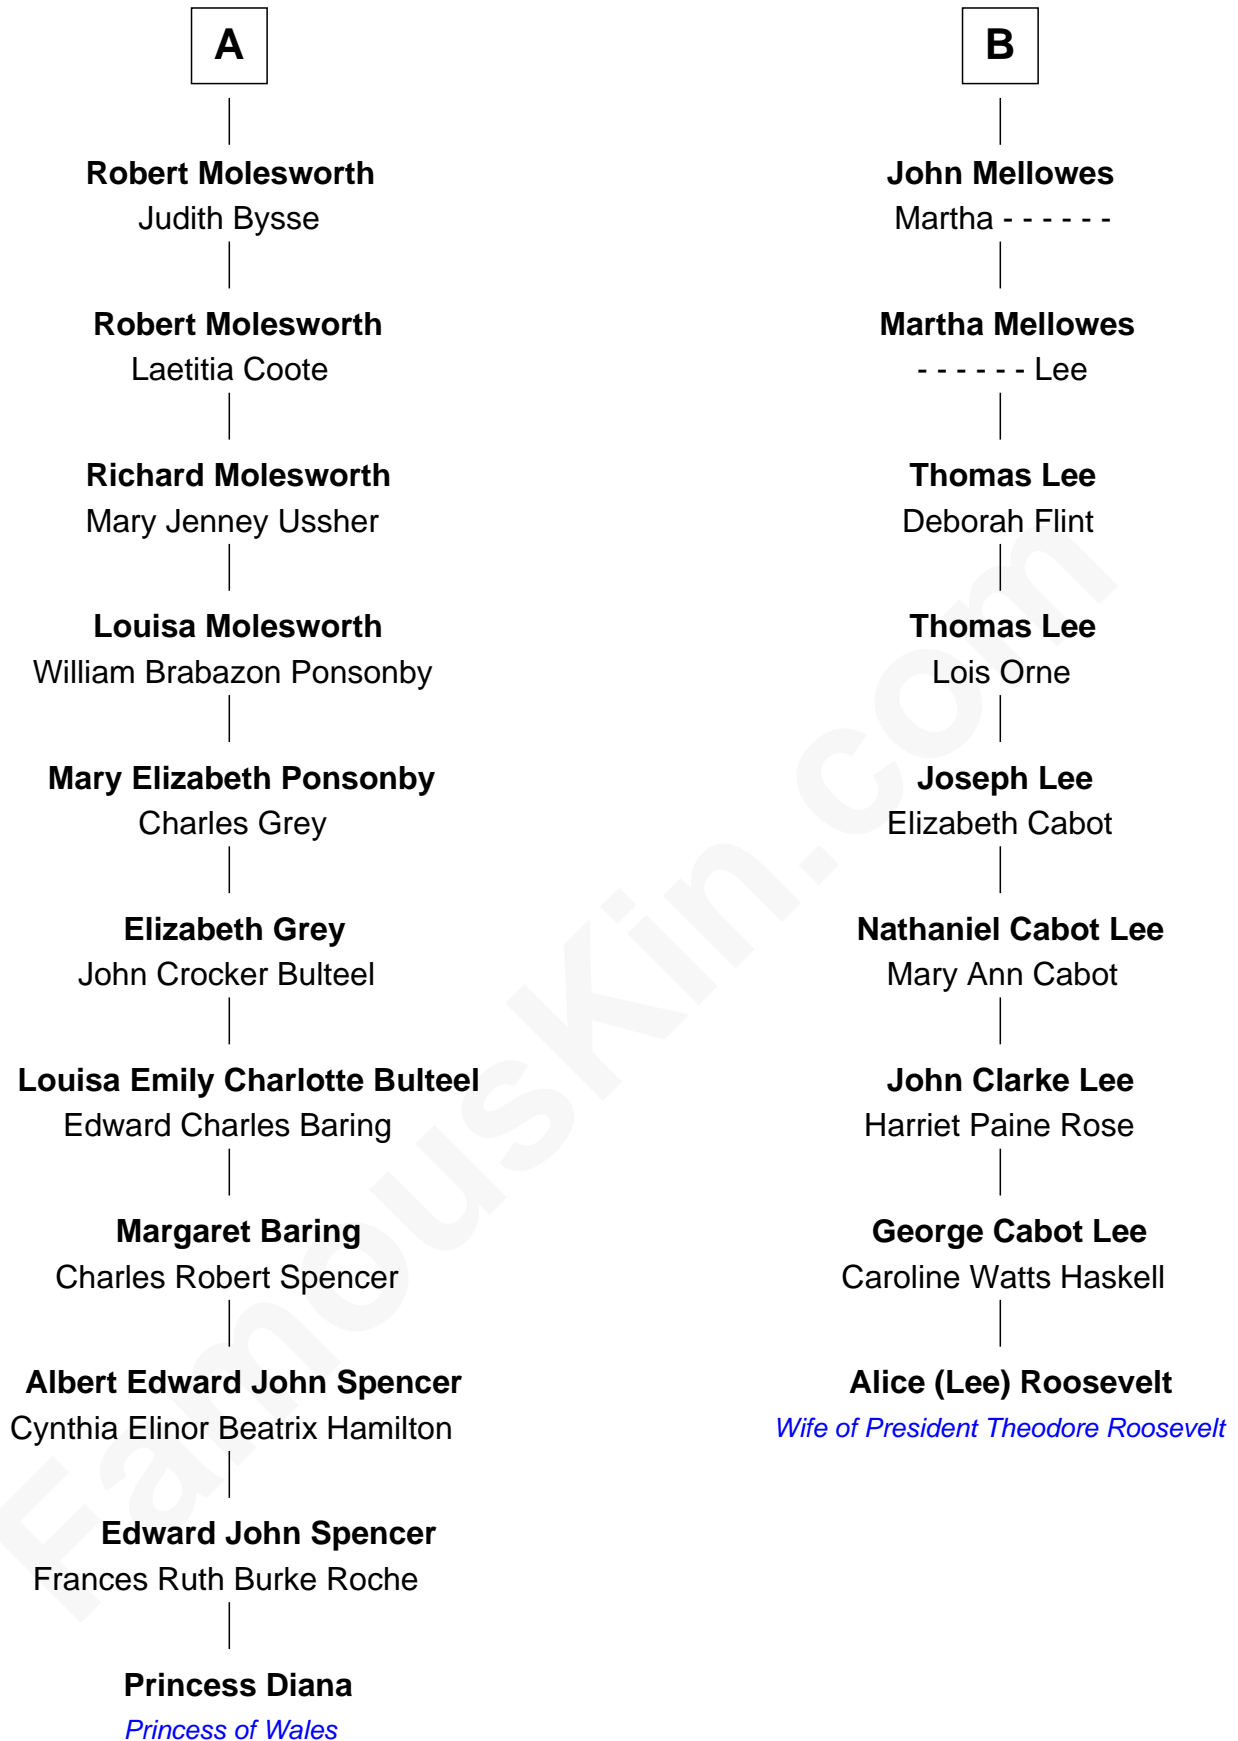 A
Robert Molesworth
Judith Bysse
Robert Molesworth
Laetitia Coote
Richard Molesworth
Mary Jenney Ussher
Louisa Molesworth
William Brabazon Ponsonby
Mary Elizabeth Ponsonby
Charles Grey
Elizabeth Grey
John Crocker Bulteel
Louisa Emily Charlotte Bulteel
Edward Charles Baring
Margaret Baring
Charles Robert Spencer
Albert Edward John Spencer
Cynthia Elinor Beatrix Hamilton
Edward John Spencer
Frances Ruth Burke Roche
Princess Diana
Princess of Wales
B
John Mellowes
Martha - - - - - -
Martha Mellowes
- - - - - - Lee
Thomas Lee
Deborah Flint
Thomas Lee
Lois Orne
Joseph Lee
Elizabeth Cabot
Nathaniel Cabot Lee
Mary Ann Cabot
John Clarke Lee
Harriet Paine Rose
George Cabot Lee
Caroline Watts Haskell
Alice (Lee) Roosevelt
Wife of President Theodore Roosevelt
FamousKin.com